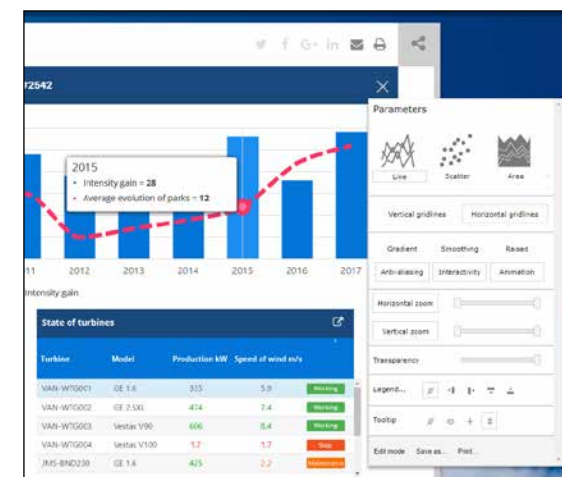 f G+ in
#2542
Parameters
2015
• Intensity gain = 28
• Average evolution of parks = 12
Line Scatter Area
Vertical gridlines Horizontal gridlines
Gradient Smoothing Raised
Anti-aliasing Interactivity Animation
2012 2013 2014 2015 2016 2017
Intensity gain
Horizontal zoom
Vertical zoom
Transparency
Legend...
Tooltip
Edit mode Save as... Print...
State of turbines
Turbine Model Production kW Speed of wind m/s
VAN-WTG001 GE 1.6 335 5.9 Working
VAN-WTG002 GE 2.5XL 474 7.4 Working
VAN-WTG003 Vestas V90 606 8.4 Working
VAN-WTG004 Vestas V100 1.7 1.7 Stop
JMS-BND230 GE 1.6 425 2.2